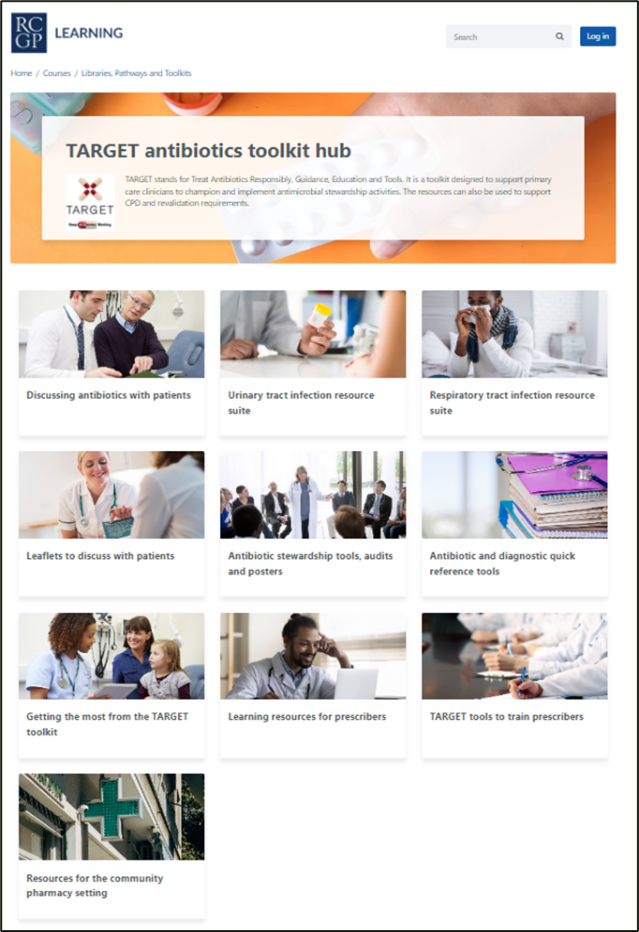 RC
GP
LEARNING
Search
Log in
Home / Courses / Libraries, Pathways and Toolkits
TARGET antibiotics toolkit hub
TARGET stands for Treat Antibiotics Responsibly, Guidance, Education and Tools. It is a toolkit designed to support primary
care clinicians to champion and implement antimicrobial stewardship activities. The resources can also be used to support
CPD and revalidation requirements.
TARGET
Discussing antibiotics with patients
Urinary tract infection resource
suite
Respiratory tract infection resource
suite
Leaflets to discuss with patients
Antibiotic stewardship tools, audits
and posters
Antibiotic and diagnostic quick
reference tools
Getting the most from the TARGET
toolkit
Learning resources for prescribers
TARGET tools to train prescribers
Resources for the community
pharmacy setting